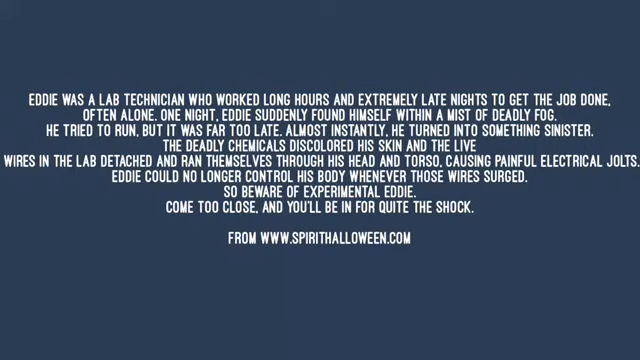 EDDIE WAS A LAB TECHNICIAN WHO WORKED LONG HOURS AND EXTREMELY LATE NIGHTS TO GET THE JOB DONE,
OFTEN ALONE. ONE NIGHT, EDDIE SUDDENLY FOUND HIMSELF WITHIN A MIST OF DEADLY FOG.
HE TRIED TO RUN, BUT IT WAS FAR TOO LATE. ALMOST INSTANTLY, HE TURNED INTO SOMETHING SINISTER.
THE DEADLY CHEMICALS DISCOLORED HIS SKIN AND THE LIVE
WIRES IN THE LAB DETACHED AND RAN THEMSELVES THROUGH HIS HEAD AND TORSO, CAUSING PAINFUL ELECTRICAL JOLTS.
EDDIE COULD NO LONGER CONTROL HIS BODY WHENEVER THOSE WIRES SURGED.
SO BEWARE OF EXPERIMENTAL EDDIE.
COME TOO CLOSE, AND YOU'LL BE IN FOR QUITE THE SHOCK.
FROM WWW.SPIRITHALLOWEEN.COM